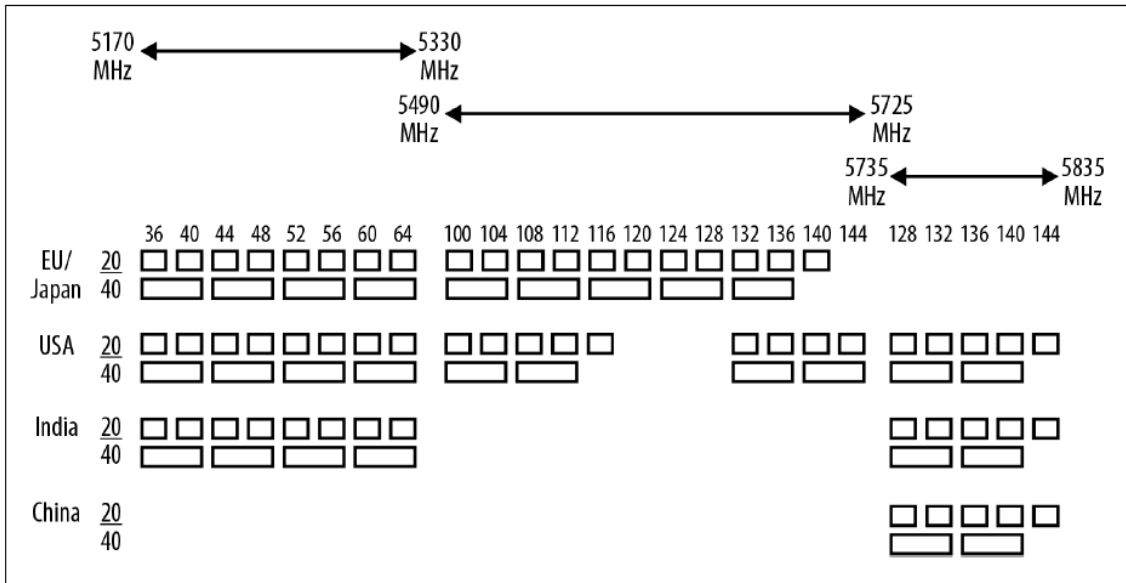 5170 MHz 5330 MHz
5490 MHz 5725 MHz
5735 MHz 5835 MHz
36 40 44 48 52 56 60 64 100 104 108 112 116 120 124 128 132 136 140 144 128 132 136 140 144
EU/ Japan 20 40
USA 20 40
India 20 40
China 20 40